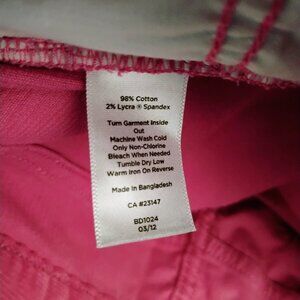 98% Cotton
2% Lycra ® Spandex
Turn Garment Inside
Out
Machine Wash Cold
Only Non-Chlorine
Bleach When Needed
Tumble Dry Low
Warm Iron On Reverse
Made In Bangladesh
CA #23147
BD1024
03/12